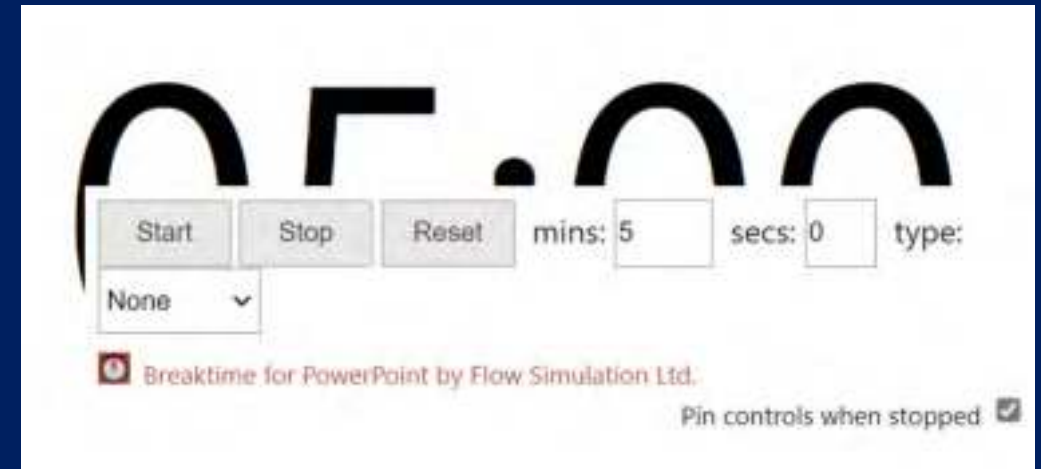 05:00
Start Stop Reset mins: 5 secs: 0 type:
None
Breaktime for PowerPoint by Flow Simulation Ltd.
Pin controls when stopped